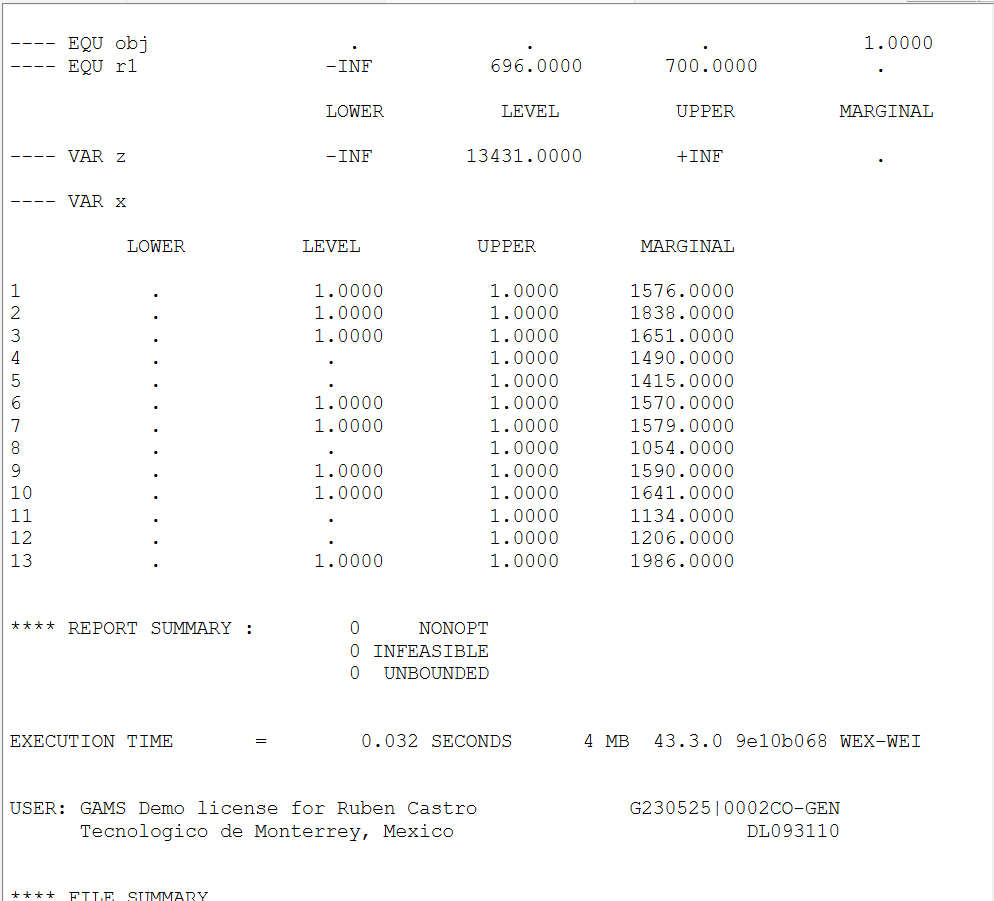 ---- EQU obj . . . 1.0000
---- EQU r1 -INF 696.0000 700.0000 .
LOWER LEVEL UPPER MARGINAL
---- VAR z -INF 13431.0000 +INF .
---- VAR x
LOWER LEVEL UPPER MARGINAL
1 . 1.0000 1.0000 1576.0000
2 . 1.0000 1.0000 1838.0000
3 . 1.0000 1.0000 1651.0000
4 . . 1.0000 1490.0000
5 . . 1.0000 1415.0000
6 . 1.0000 1.0000 1570.0000
7 . 1.0000 1.0000 1579.0000
8 . . 1.0000 1054.0000
9 . 1.0000 1.0000 1590.0000
10 . 1.0000 1.0000 1641.0000
11 . . 1.0000 1134.0000
12 . . 1.0000 1206.0000
13 . 1.0000 1.0000 1986.0000
**** REPORT SUMMARY : 0 NONOPT
0 INFEASIBLE
0 UNBOUNDED
EXECUTION TIME = 0.032 SECONDS 4 MB 43.3.0 9e10b068 WEX-WEI
USER: GAMS Demo license for Ruben Castro G230525|0002CO-GEN
Tecnologico de Monterrey, Mexico DL093110
**** FILE SUMMARY